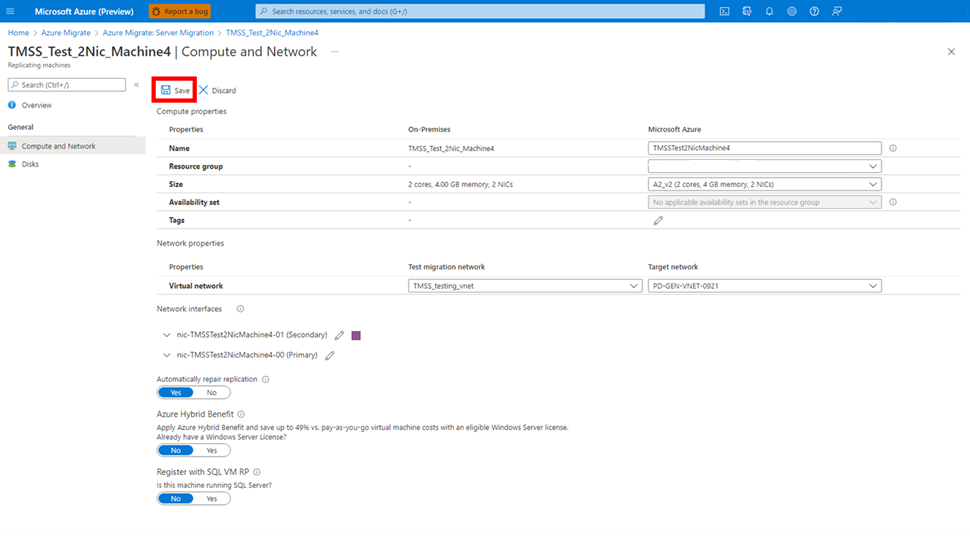 Microsoft Azure (Preview) Report a bug Search resources, services, and docs (G+/)
Home > Azure Migrate > Azure Migrate: Server Migration > TMSS_Test_2Nic_Machine4
TMSS_Test_2Nic_Machine4 | Compute and Network ...
Replicating machines
Search (Ctrl+/) «
Overview
General
Compute and Network
Disks
Save Discard
Compute properties
Properties On-Premises Microsoft Azure
Name TMSS_Test_2Nic_Machine4 TMSSTest2NicMachine4
Resource group -
Size 2 cores, 4.00 GB memory, 2 NICs A2_v2 (2 cores, 4 GB memory, 2 NICs)
Availability set - No applicable availability sets in the resource group
Tags -
Network properties
Properties Test migration network Target network
Virtual network TMSS_testing_vnet PD-GEN-VNET-0921
Network interfaces
nic-TMSSTest2NicMachine4-01 (Secondary)
nic-TMSSTest2NicMachine4-00 (Primary)
Automatically repair replication
Yes No
Azure Hybrid Benefit
Apply Azure Hybrid Benefit and save up to 49% vs. pay-as-you-go virtual machine costs with an eligible Windows Server license.
Already have a Windows Server License?
No Yes
Register with SQL VM RP
Is this machine running SQL Server?
No Yes